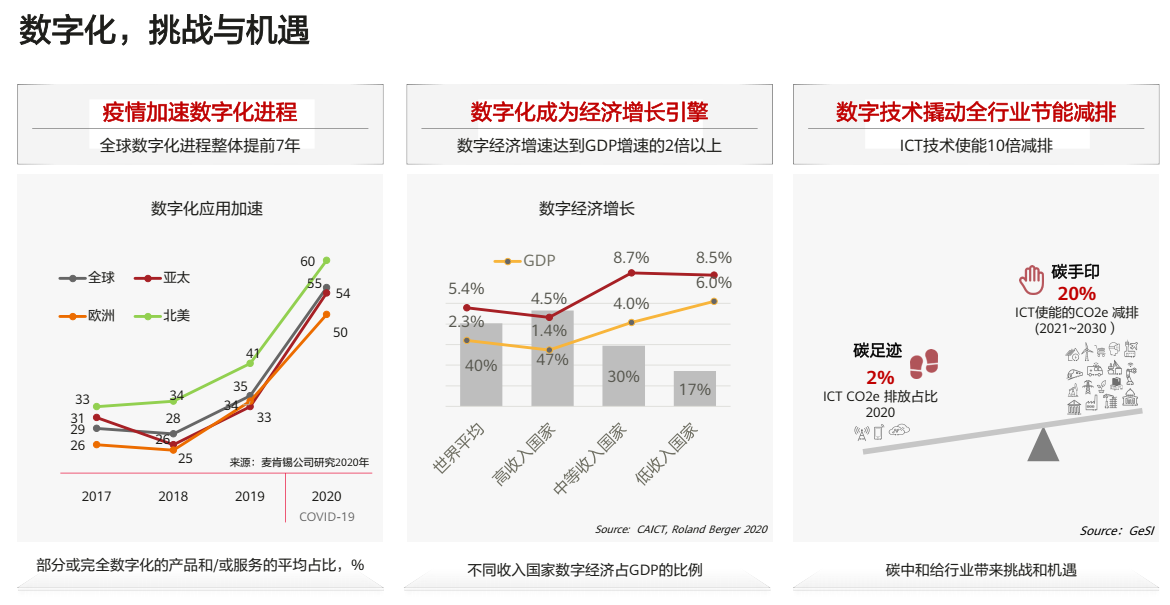 数字化，挑战与机遇
疫情加速数字化进程
全球数字化进程整体提前7年
数字化应用加速
全球
亚太
欧洲
北美
60
55
54
50
41
35
34
33
33
31
29
26
34
28
26
25
来源：麦肯锡公司研究2020年
2017
2018
2019
2020
COVID-19
部分或完全数字化的产品和/或服务的平均占比，%
数字化成为经济增长引擎
数字经济增速达到GDP增速的2倍以上
数字经济增长
GDP
5.4%
4.5%
8.7%
8.5%
2.3%
1.4%
4.0%
6.0%
40%
47%
30%
17%
世界平均
高收入国家
中等收入国家
低收入国家
Source: CAICT, Roland Berger 2020
不同收入国家数字经济占GDP的比例
数字技术撬动全行业节能减排
ICT技术使能10倍减排
碳手印
20%
ICT使能的CO2e 减排
(2021~2030 )
碳足迹
2%
ICT CO2e 排放占比
2020
Source：GeSI
碳中和给行业带来挑战和机遇